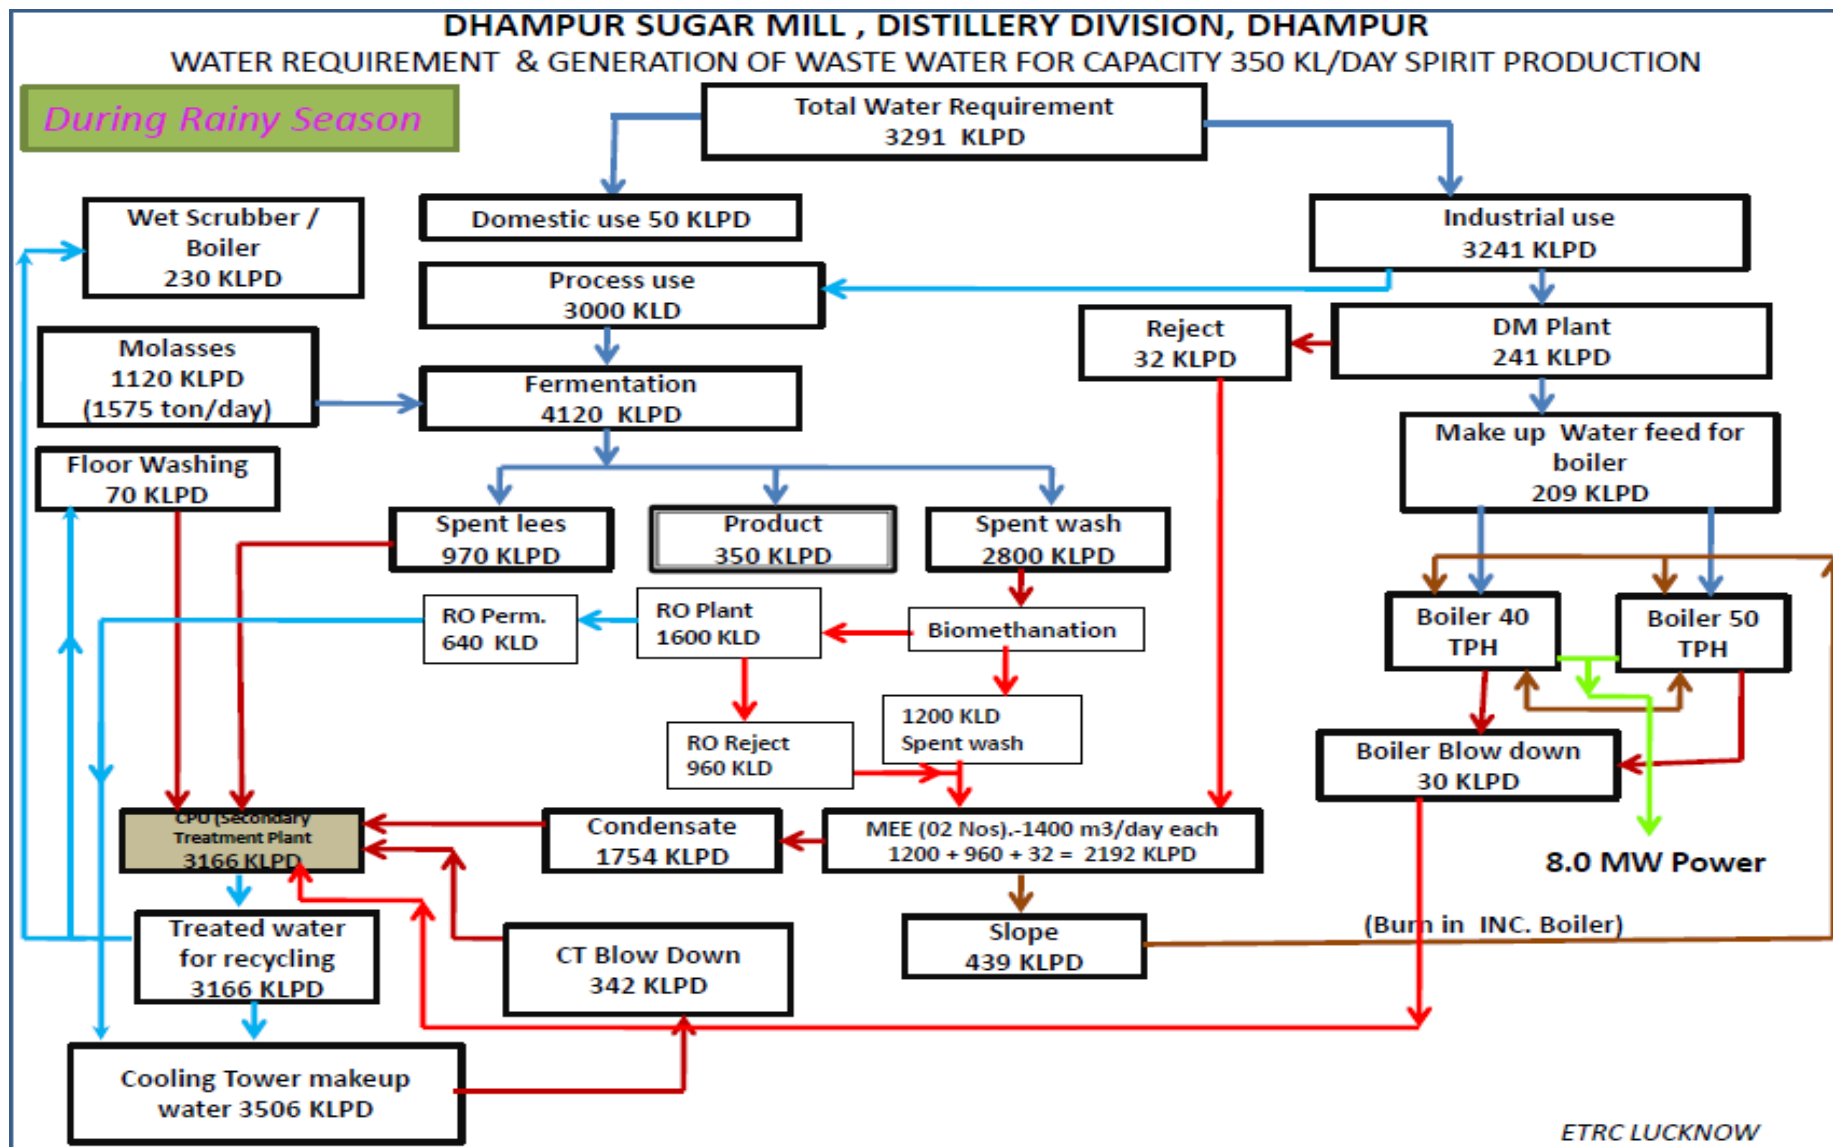 DHAMPUR SUGAR MILL , DISTILLERY DIVISION, DHAMPUR
WATER REQUIREMENT & GENERATION OF WASTE WATER FOR CAPACITY 350 KL/DAY SPIRIT PRODUCTION
During Rainy Season
Total Water Requirement
3291 KLPD
Wet Scrubber /
Boiler
230 KLPD
Domestic use 50 KLPD
Industrial use
3241 KLPD
Process use
3000 KLD
Reject
32 KLPD
DM Plant
241 KLPD
Molasses
1120 KLPD
(1575 ton/day)
Fermentation
4120 KLPD
Make up Water feed for
boiler
209 KLPD
Floor Washing
70 KLPD
Spent lees
970 KLPD
Product
350 KLPD
Spent wash
2800 KLPD
RO Perm.
640 KLD
RO Plant
1600 KLD
Biomethanation
Boiler 40
TPH
Boiler 50
TPH
RO Reject
960 KLD
1200 KLD
Spent wash
Boiler Blow down
30 KLPD
CPU (Secondary
Treatment Plant
3166 KLPD
Condensate
1754 KLPD
MEE (02 Nos).-1400 m3/day each
1200 + 960 + 32 = 2192 KLPD
8.0 MW Power
Treated water
for recycling
3166 KLPD
CT Blow Down
342 KLPD
Slope
439 KLPD
(Burn in INC. Boiler)
Cooling Tower makeup
water 3506 KLPD
ETRC LUCKNOW